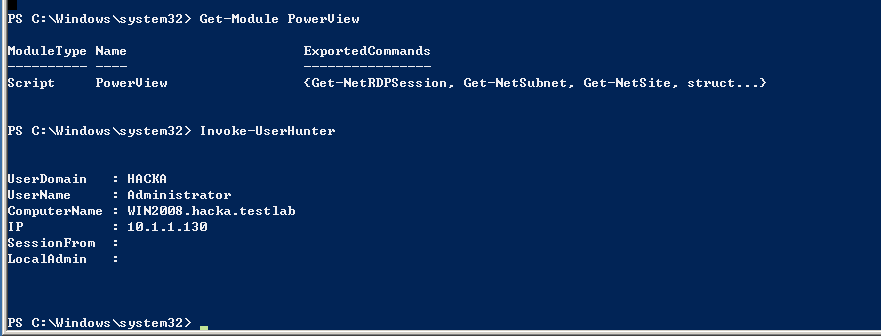 PS C:\Windows\system32> Get-Module PowerView
ModuleType Name                      ExportedCommands
---------- ----                      ----------------
Script     PowerView                 {Get-NetRDPSession, Get-NetSubnet, Get-NetSite, struct...}
PS C:\Windows\system32> Invoke-UserHunter
UserDomain   : HACKA
UserName     : Administrator
ComputerName : WIN2008.hacka.testlab
IP           : 10.1.1.130
SessionFrom  :
LocalAdmin   :
PS C:\Windows\system32>